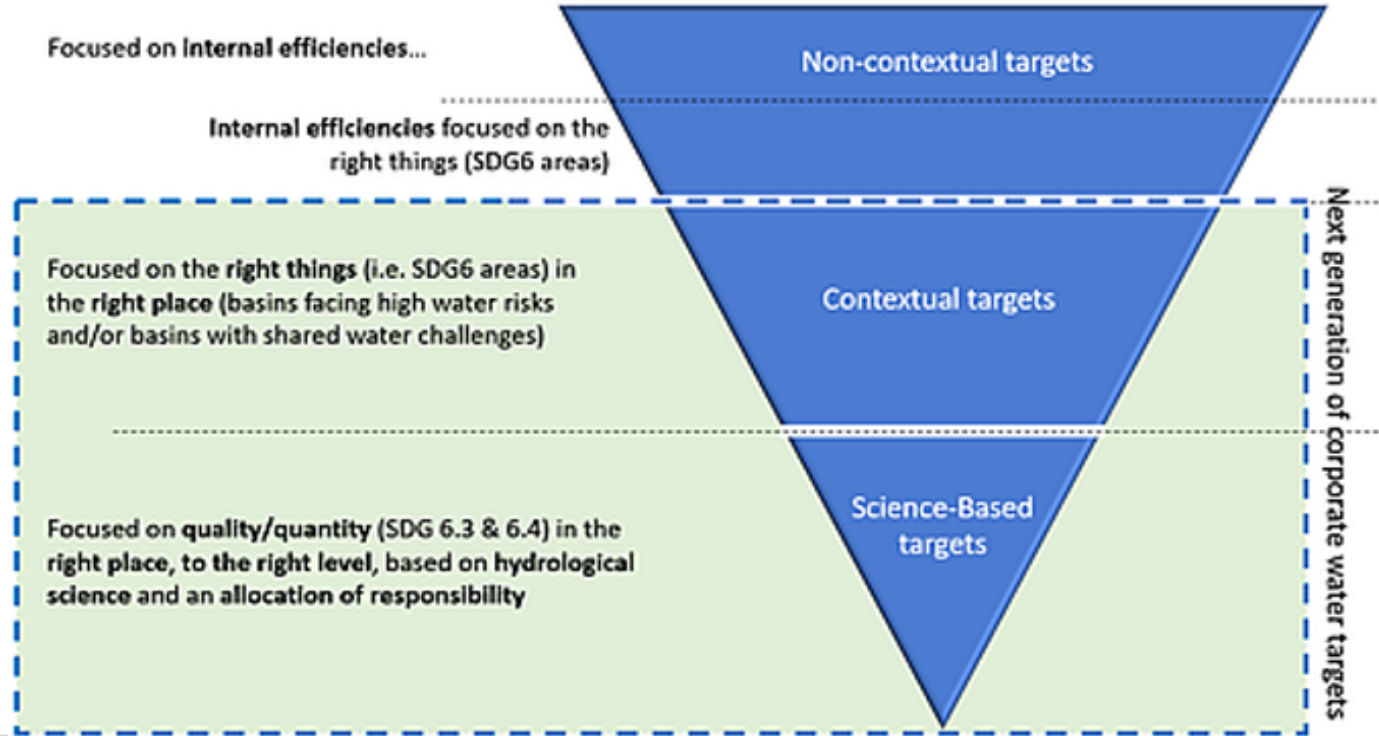 Focused on internal efficiencies...
Non-contextual targets
Internal efficiencies focused on the
right things (SDG6 areas)
Focused on the right things (i.e. SDG6 areas) in
the right place (basins facing high water risks
and/or basins with shared water challenges)
Contextual targets
Focused on quality/quantity (SDG 6.3 & 6.4) in the
right place, to the right level, based on hydrological
science and an allocation of responsibility
Science-Based
targets
Next generation of corporate water targets